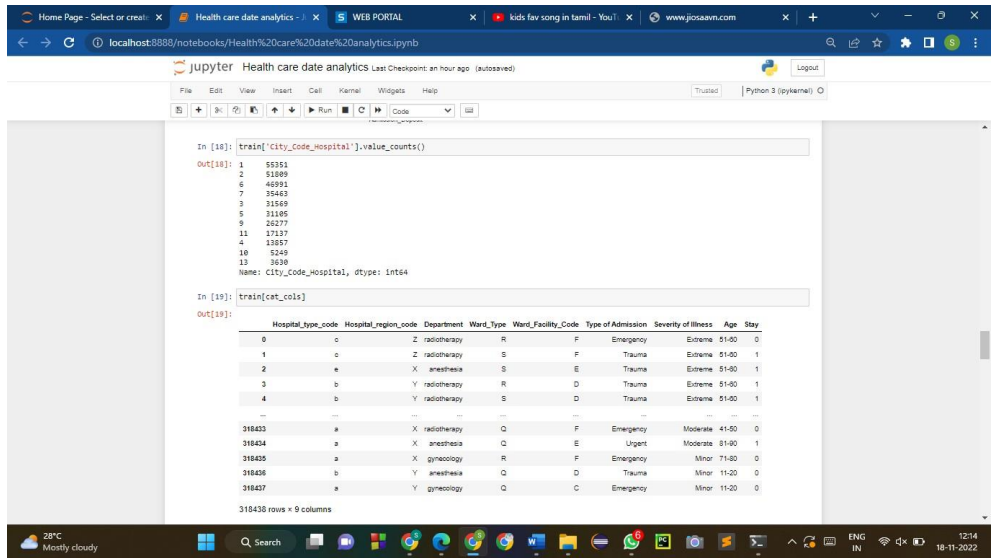 Home Page - Select or create
Health care date analytics - J
WEB PORTAL
kids fav song in tamil - YouTu
www.jiosaavn.com
localhost:8888/notebooks/Health%20care%20date%20analytics.ipynb
jupyter Health care date analytics Last Checkpoint: an hour ago (autosaved)
Logout
File Edit View Insert Cell Kernel Widgets Help
Trusted
Python 3 (ipykernel)
Run
Code
In [18]: train['City_Code_Hospital'].value_counts()
Out[18]: 1 55351
2 51809
6 46991
7 35463
3 31569
5 31105
9 26277
11 17137
4 13857
10 5249
13 3630
Name: City_Code_Hospital, dtype: int64
In [19]: train[cat_cols]
Out[19]:
Hospital_type_code Hospital_region_code Department Ward_Type Ward_Facility_Code Type of Admission Severity of Illness Age Stay
0 c Z radiotherapy R F Emergency Extreme 51-60 0
1 c Z radiotherapy S F Trauma Extreme 51-60 1
2 e X anesthesia S E Trauma Extreme 51-60 1
3 b Y radiotherapy R D Trauma Extreme 51-60 1
4 b Y radiotherapy S D Trauma Extreme 51-60 1
... ... ... ... ... ... ... ... ... ...
318433 a X radiotherapy Q F Emergency Moderate 41-50 0
318434 a X anesthesia Q E Urgent Moderate 81-90 1
318435 a X gynecology R F Emergency Minor 71-80 0
318436 b Y anesthesia Q D Trauma Minor 11-20 0
318437 a Y gynecology Q C Emergency Minor 11-20 0
318438 rows × 9 columns
28°C
Mostly cloudy
Search
ENG
IN
12:14
18-11-2022